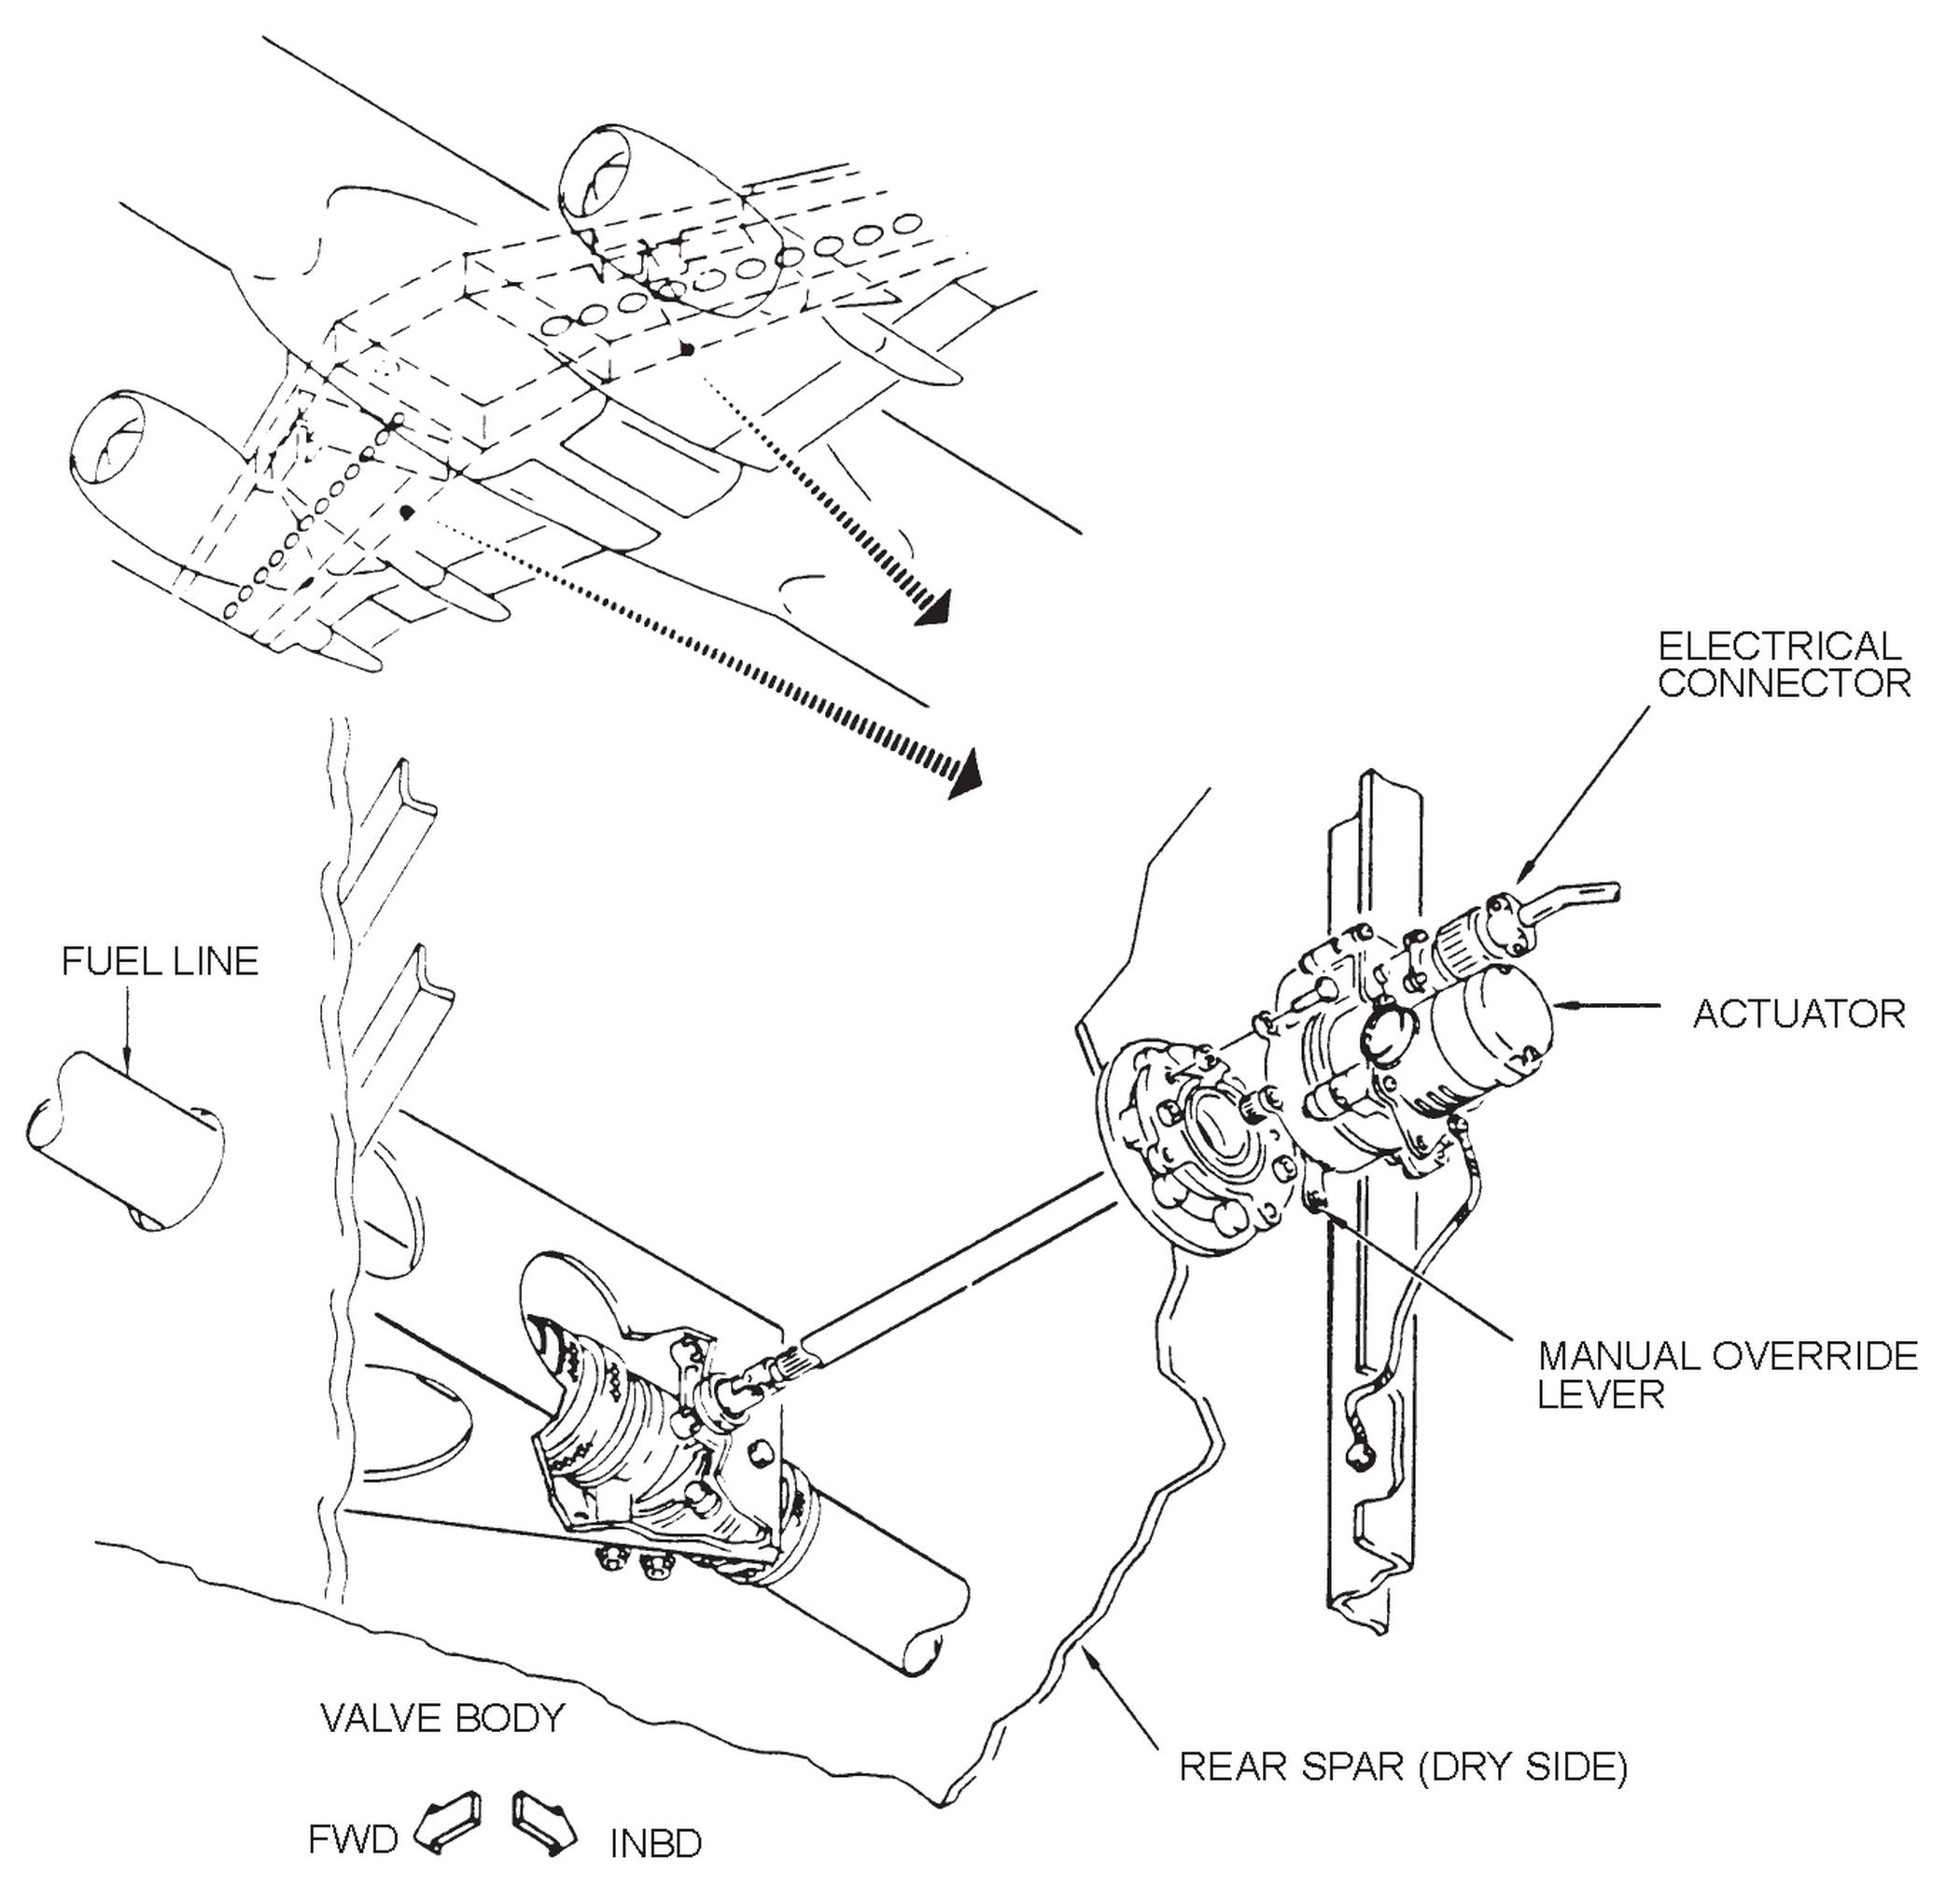 ELECTRICAL
CONNECTOR
FUEL LINE
ACTUATOR
MANUAL OVERRIDE
LEVER
VALVE BODY
REAR SPAR (DRY SIDE)
FWD
INBD